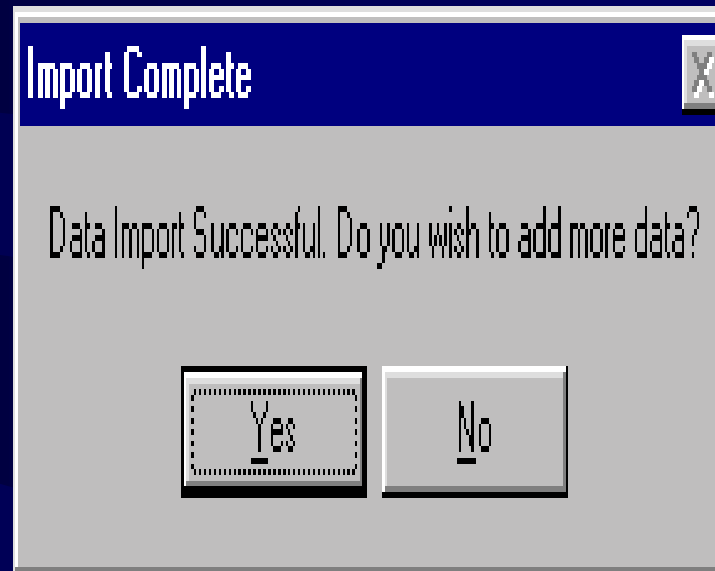 Import Complete
Data Import Successful. Do you wish to add more data?
Yes
No